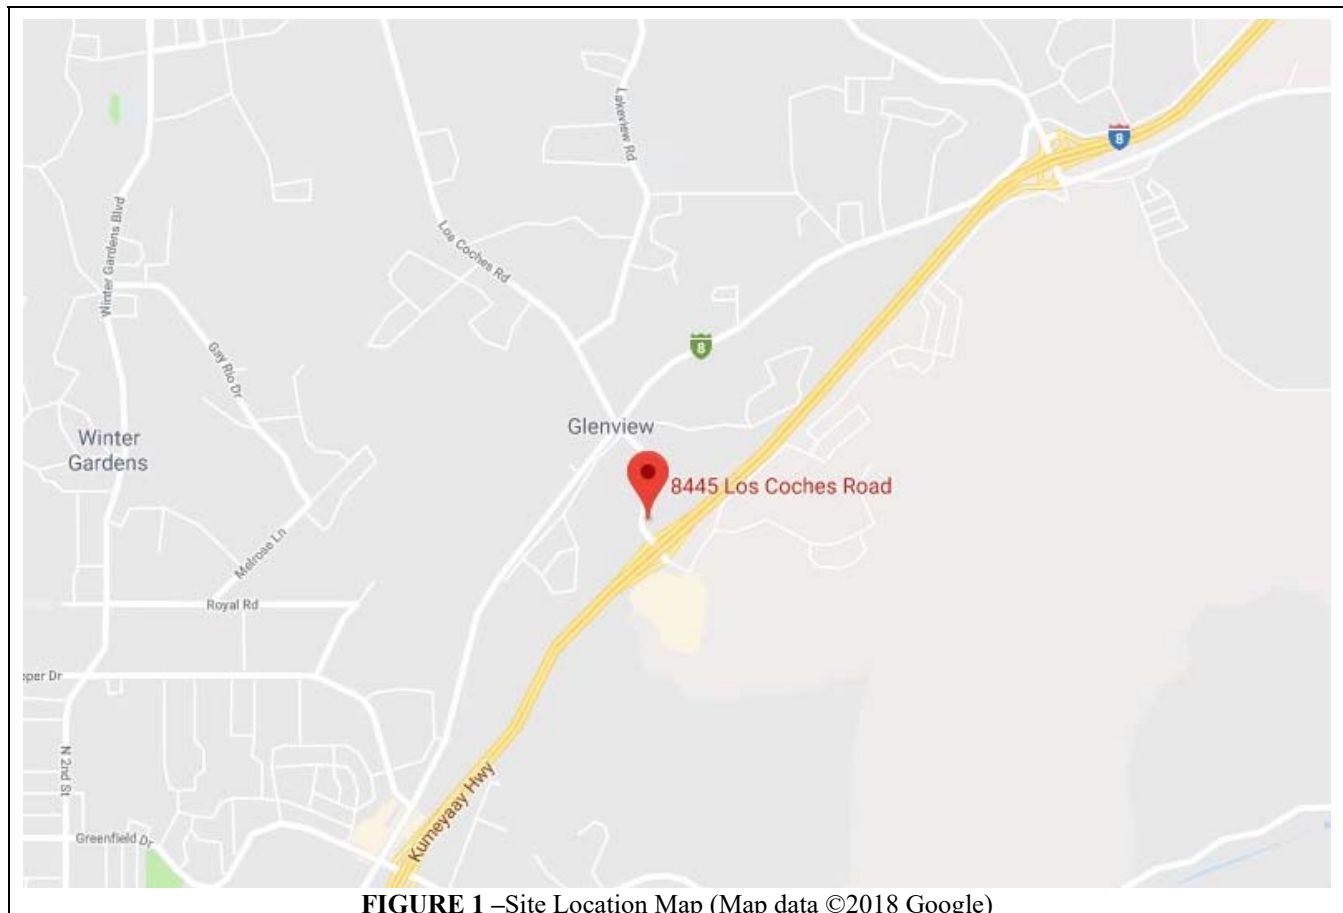 Lakeview Rd
8
Winter Gardens Blvd
Los Coches Rd
8
Gay Rio Dr
Glenview
Winter
Gardens
8445 Los Coches Road
Melrose Ln
Royal Rd
pper Dr
N 2nd St
Kumeyaay Hwy
Greenfield Dr
FIGURE 1 –Site Location Map (Map data ©2018 Google)